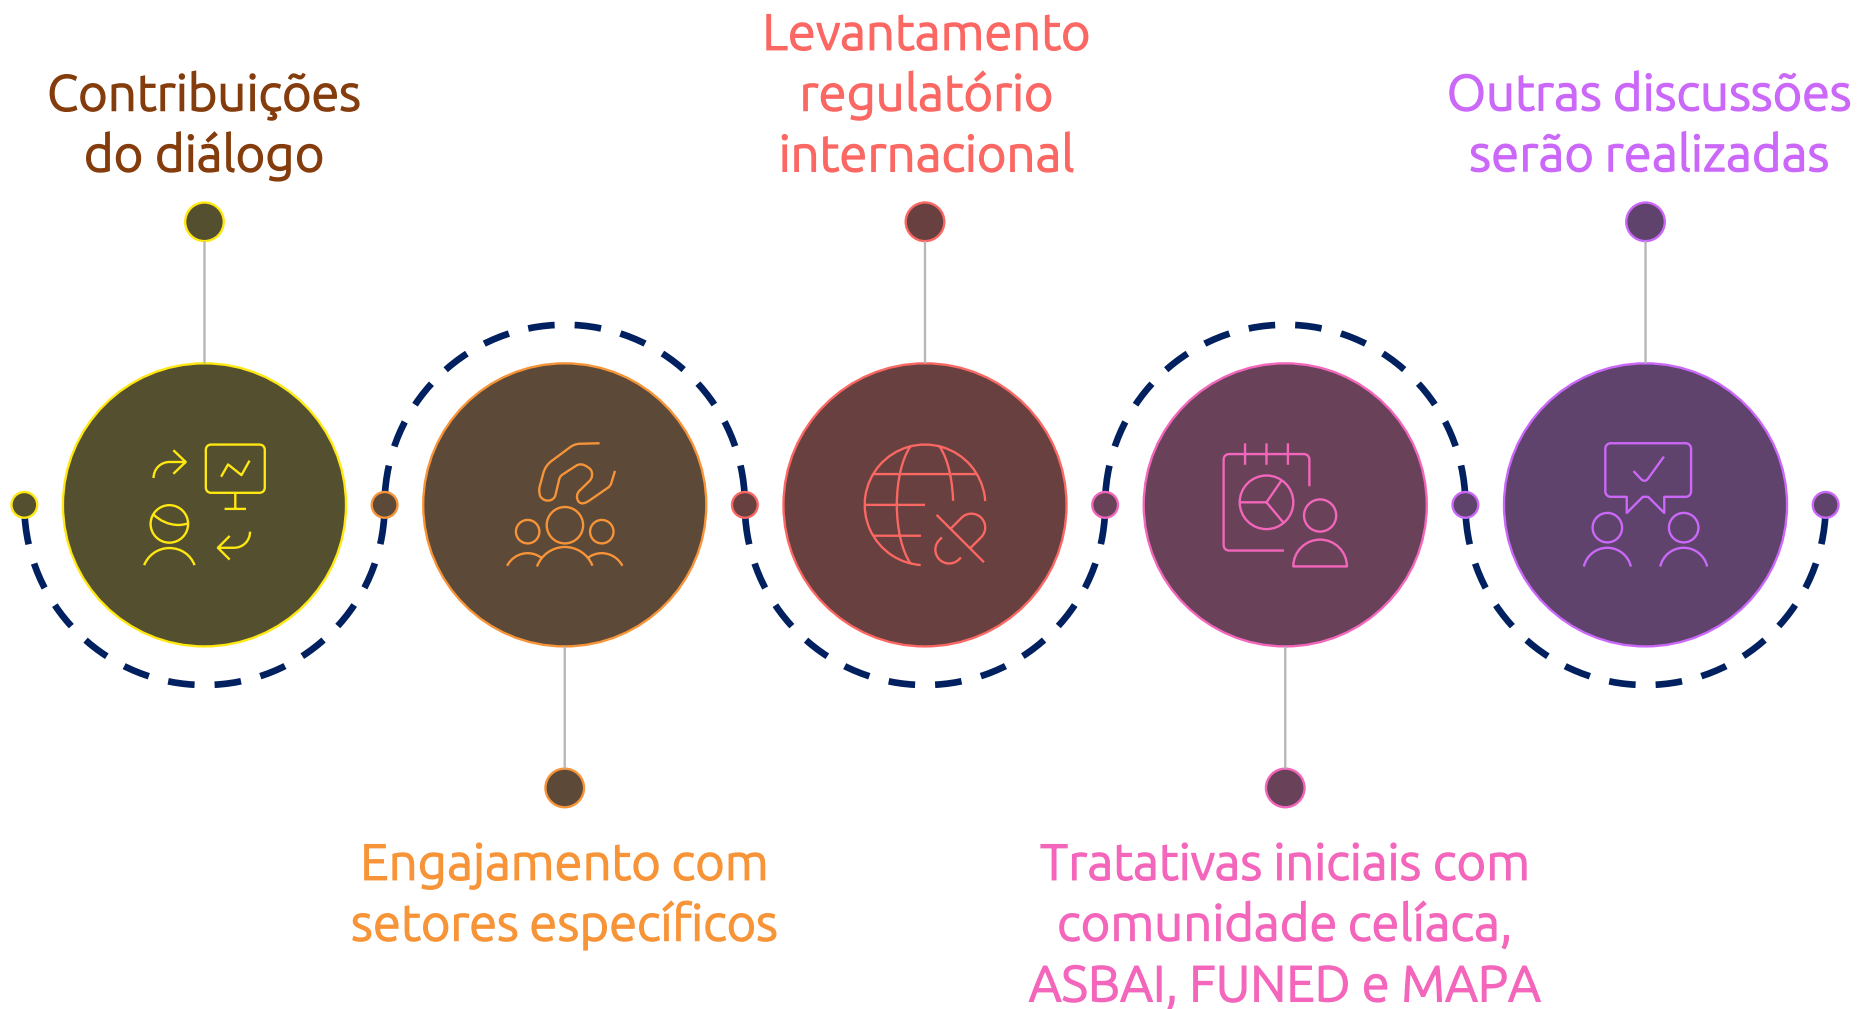 Contribuições
do diálogo
Engajamento com
setores específicos
Levantamento
regulatório
internacional
Tratativas iniciais com
comunidade celíaca,
ASBAI, FUNED e MAPA
Outras discussões
serão realizadas